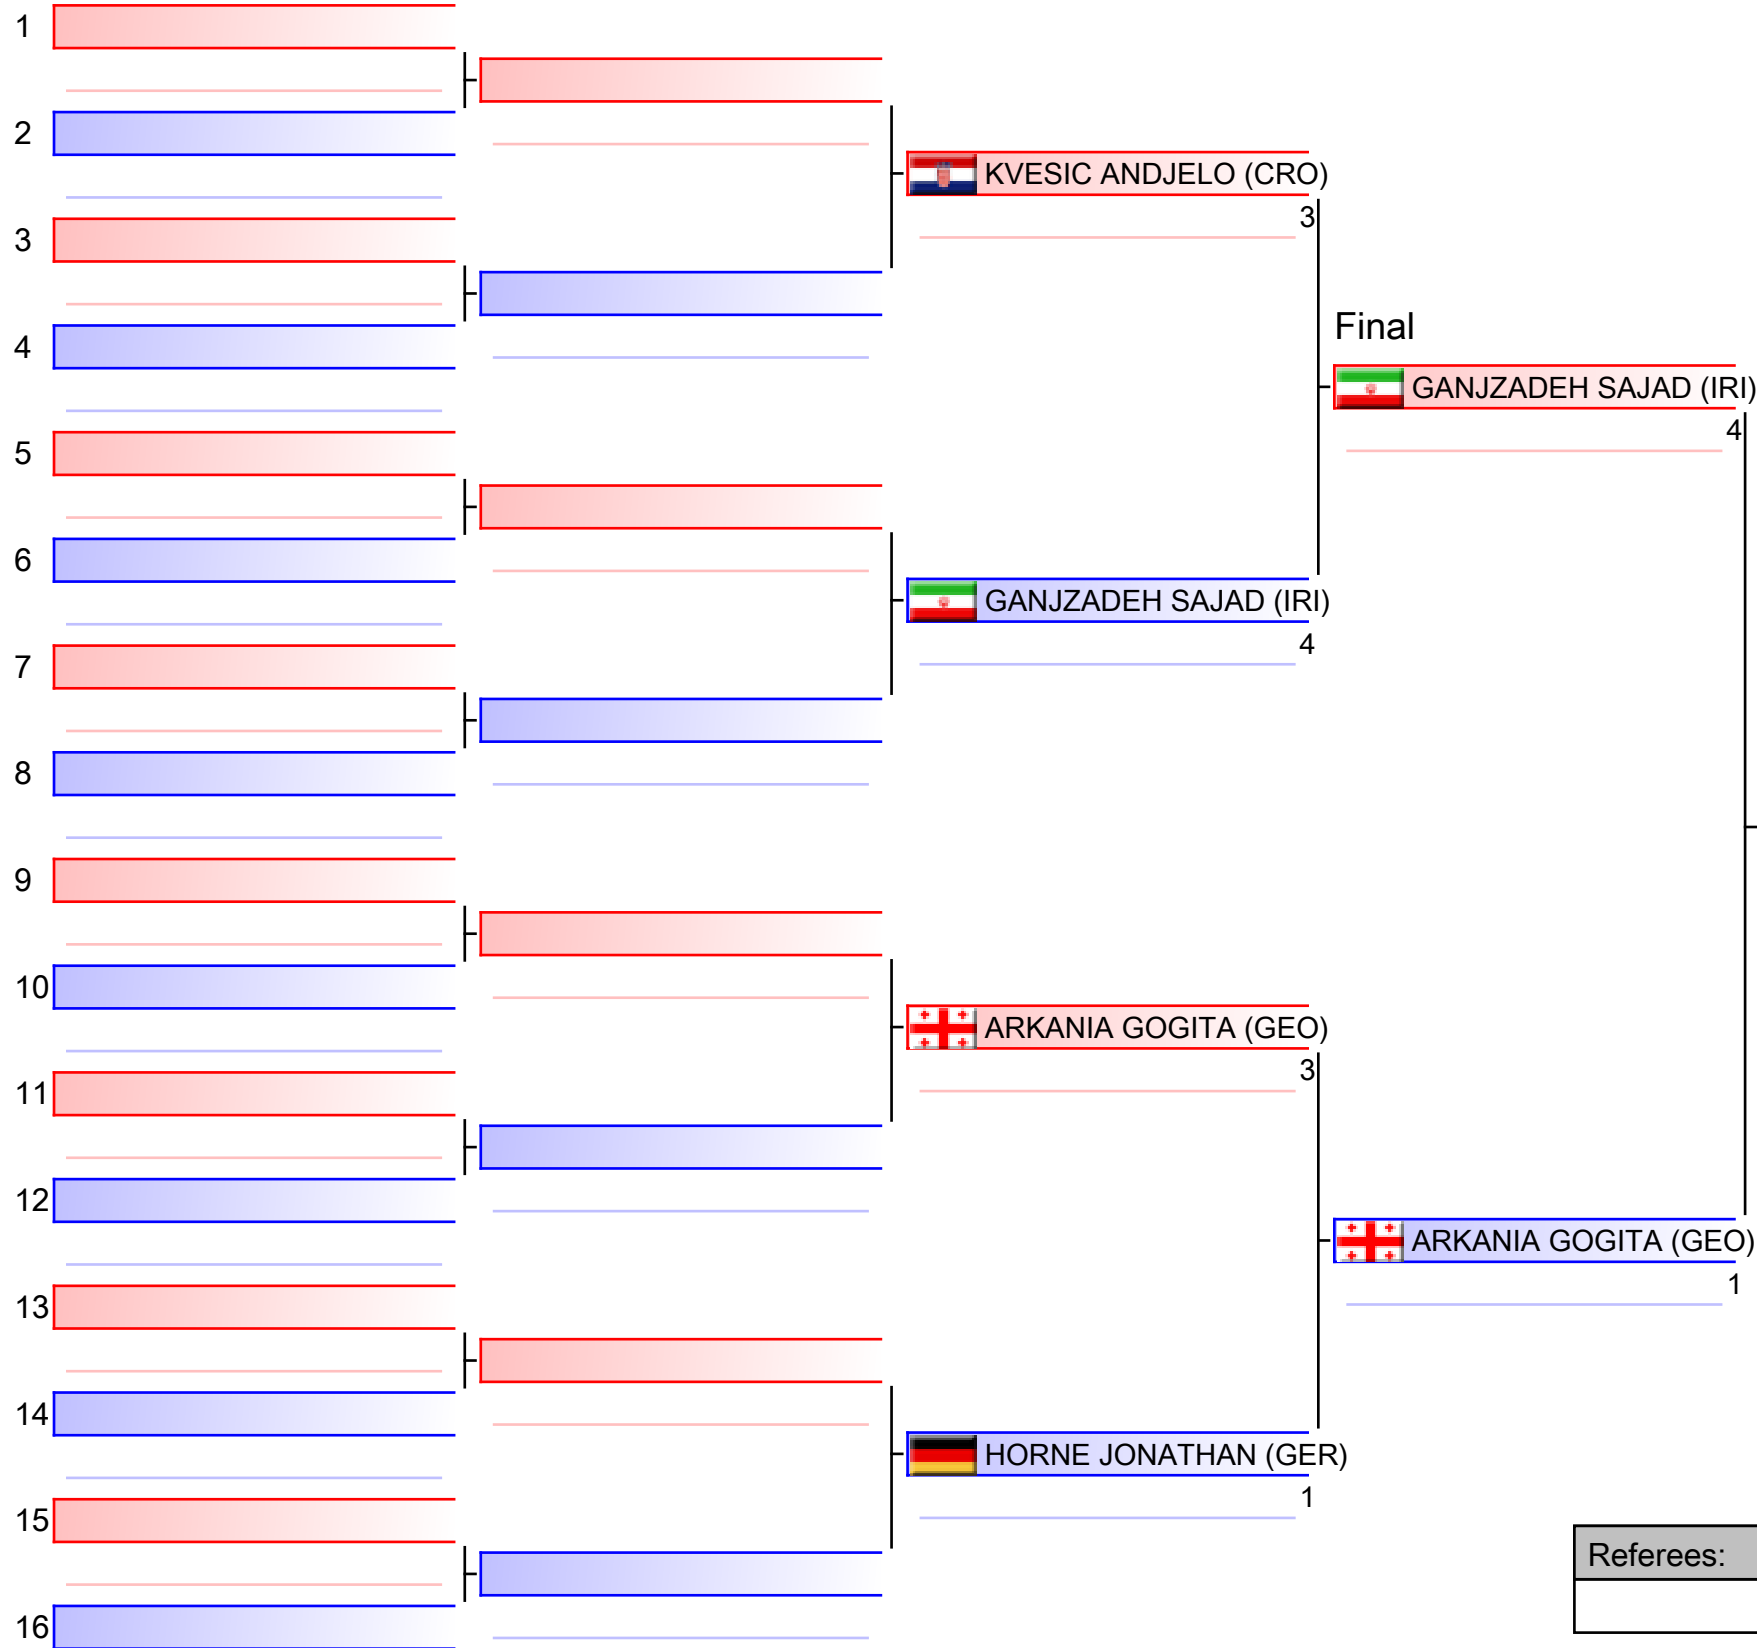 1
2
KVESIC ANDJELO (CRO)
3
3
Final
4
GANJZADEH SAJAD (IRI)
4
5
6
GANJZADEH SAJAD (IRI)
4
7
8
9
10
ARKANIA GOGITA (GEO)
3
11
12
ARKANIA GOGITA (GEO)
1
13
14
HORNE JONATHAN (GER)
1
15
Referees:
16